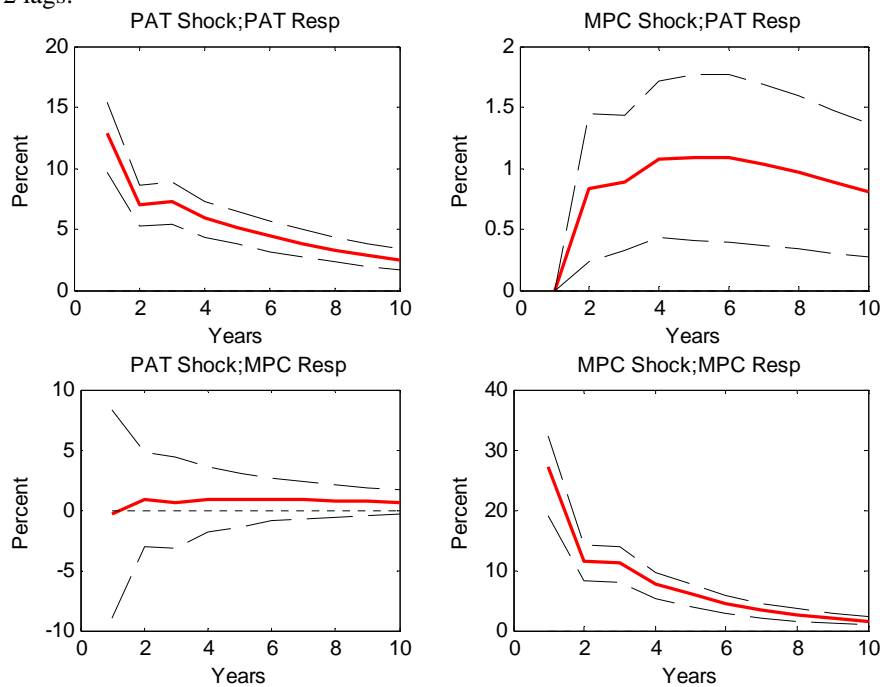 2 lags.
PAT Shock;PAT Resp
20
15
10
5
0
Percent
0 2 4 6 8 10
Years
MPC Shock;PAT Resp
2
1.5
1
0.5
0
Percent
0 2 4 6 8 10
Years
PAT Shock;MPC Resp
10
5
0
-5
-10
Percent
0 2 4 6 8 10
Years
MPC Shock;MPC Resp
40
30
20
10
0
Percent
0 2 4 6 8 10
Years